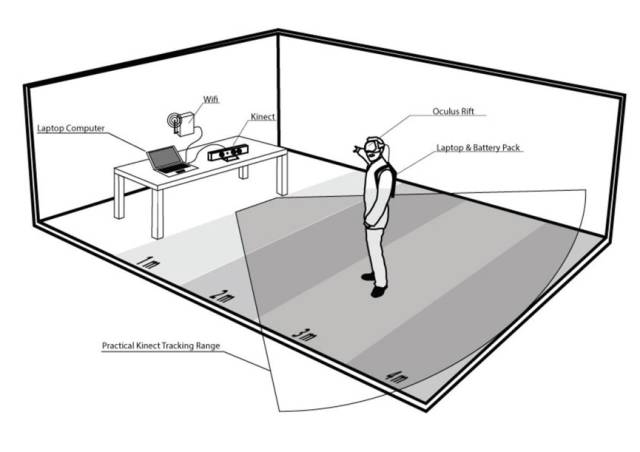 Wifi
Kinect
Laptop Computer
Oculus Rift
Laptop & Battery Pack
1m
2m
3m
4m
Practical Kinect Tracking Range